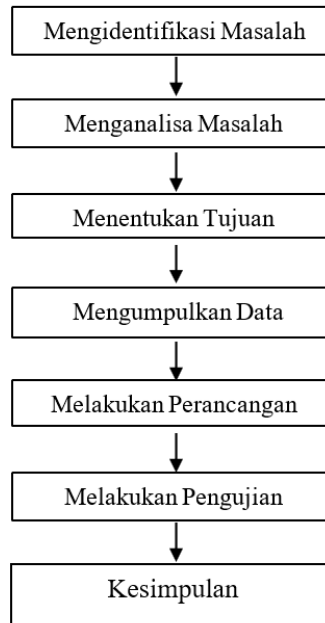 Mengidentifikasi Masalah
Menganalisa Masalah
Menentukan Tujuan
Mengumpulkan Data
Melakukan Perancangan
Melakukan Pengujian
Kesimpulan